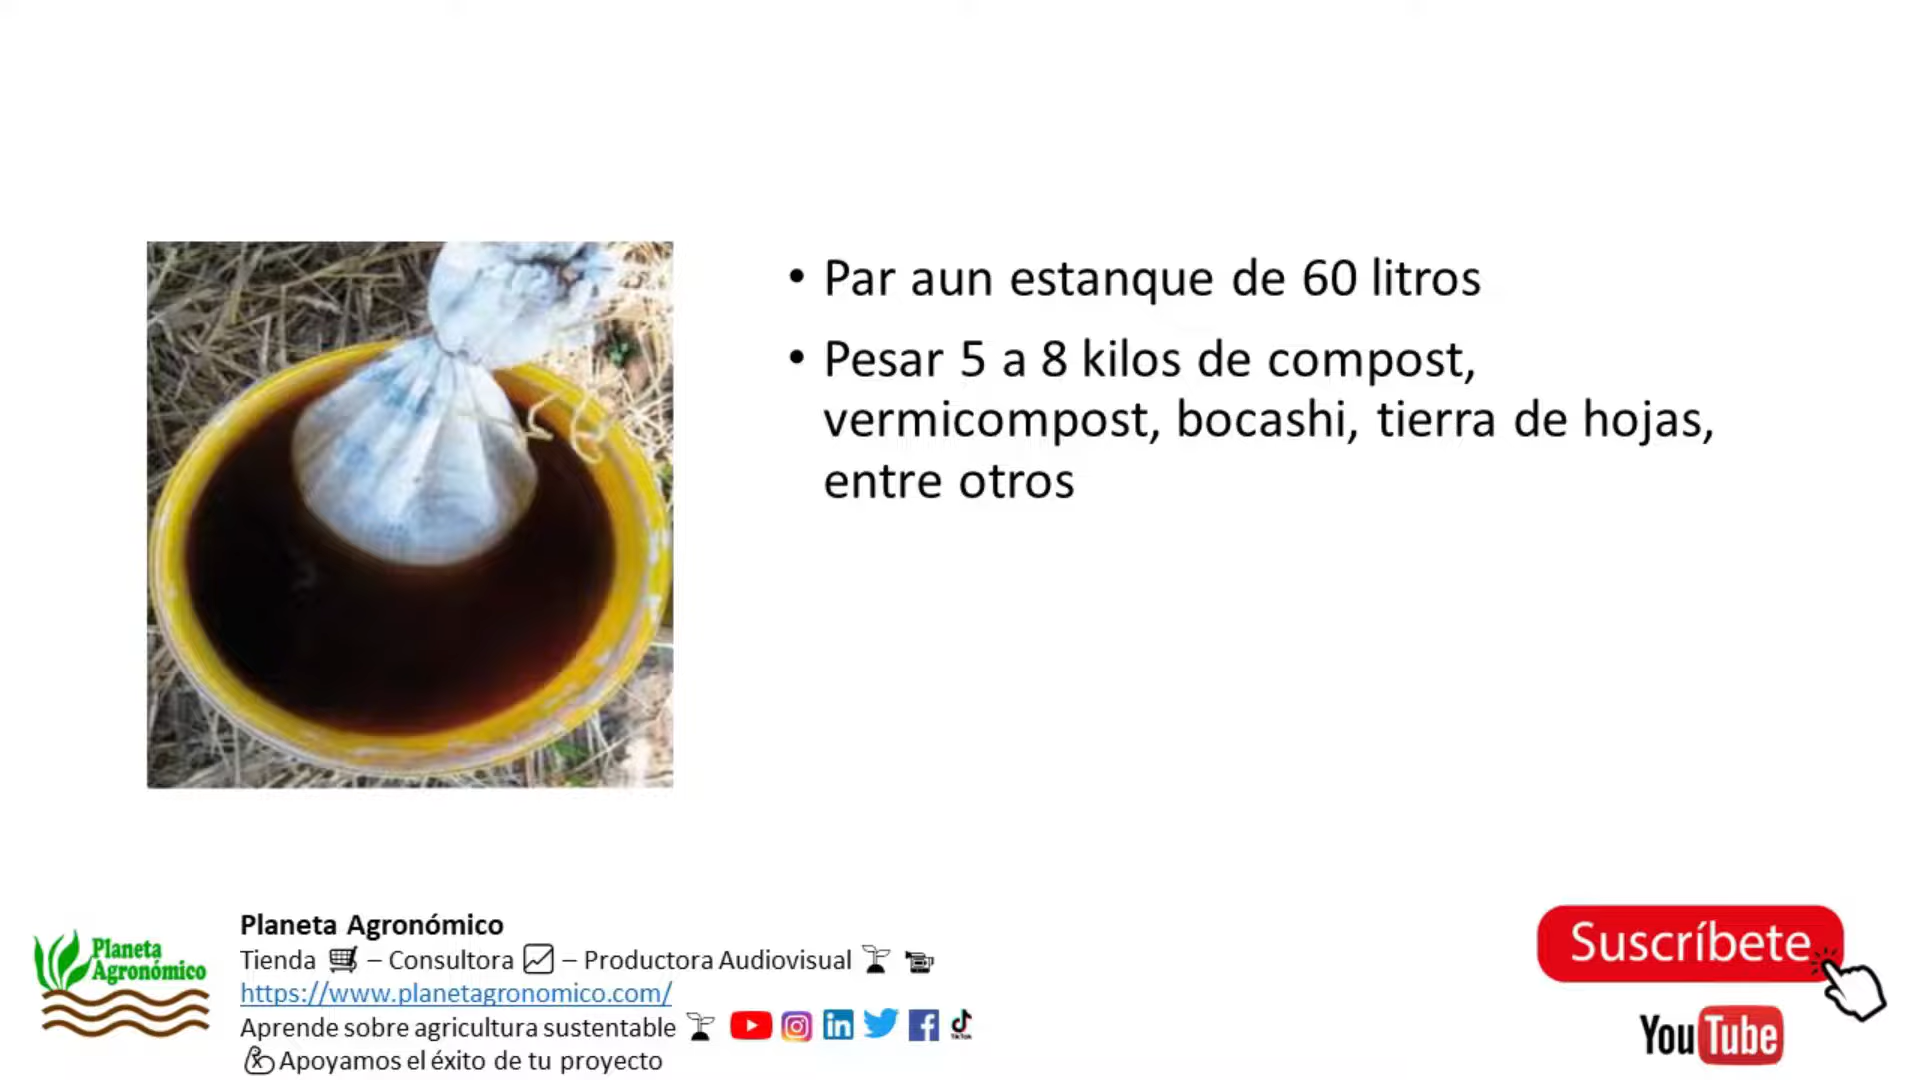 • Par aun estanque de 60 litros
• Pesar 5 a 8 kilos de compost,
vermicompost, bocashi, tierra de hojas,
entre otros
Planeta
Agronómico
Planeta Agronómico
Tienda – Consultora – Productora Audiovisual
https://www.planetagronomico.com/
Aprende sobre agricultura sustentable
Apoyamos el éxito de tu proyecto
Suscríbete
YouTube